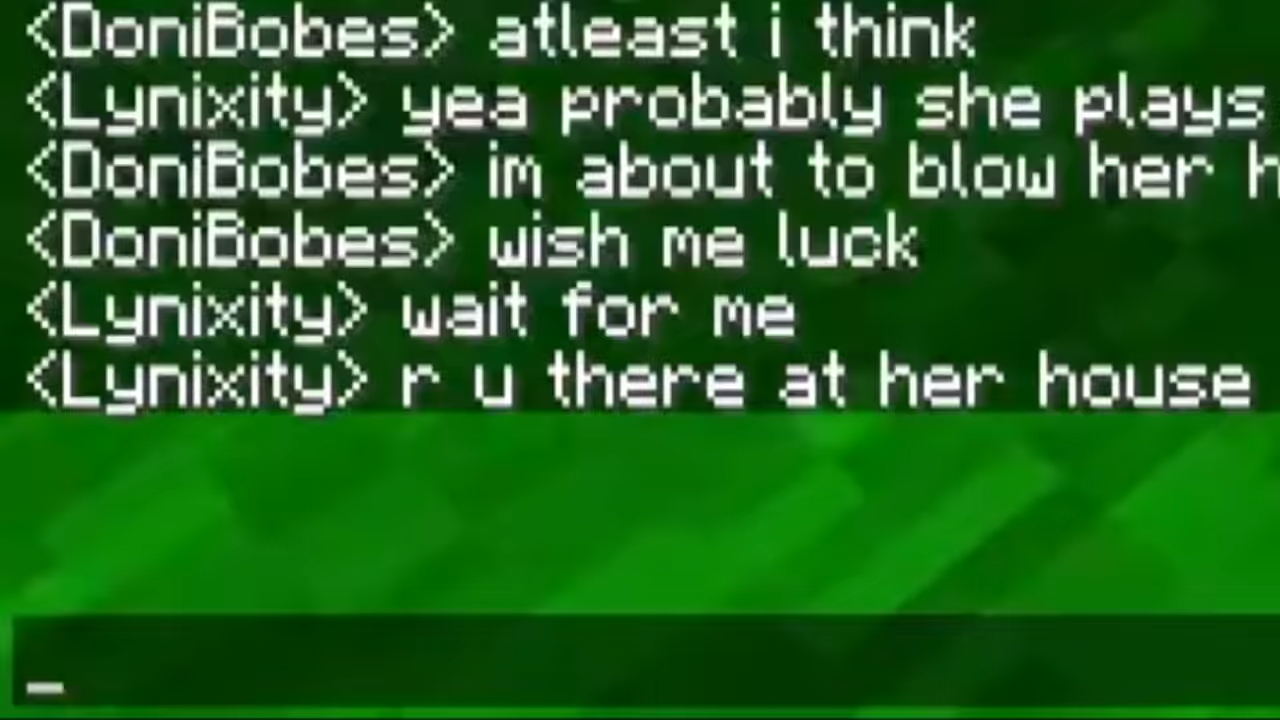 <DoniBobes> atleast i think
<Lynixity> yea probably she plays
<DoniBobes> im about to blow her
<DoniBobes> wish me luck
<Lynixity> wait for me
<Lynixity> r u there at her house